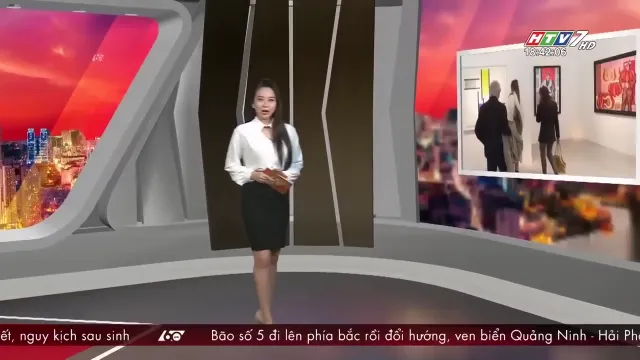 HTV7 HD
18:42:06
ết, nguy kịch sau sinh 60 Bão số 5 đi lên phía bắc rồi đổi hướng, ven biển Quảng Ninh - Hải Ph